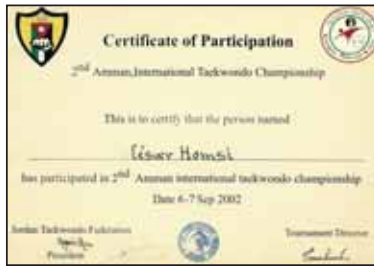 Certificate of Participation
2nd Amman,International Taekwondo Championship
This is to certify that the person named
César Homsi
has participated in 2nd Amman international taekwondo championship
Date 6-7 Sep 2002
Jordan Taekwondo Federation
President
Tournament Director